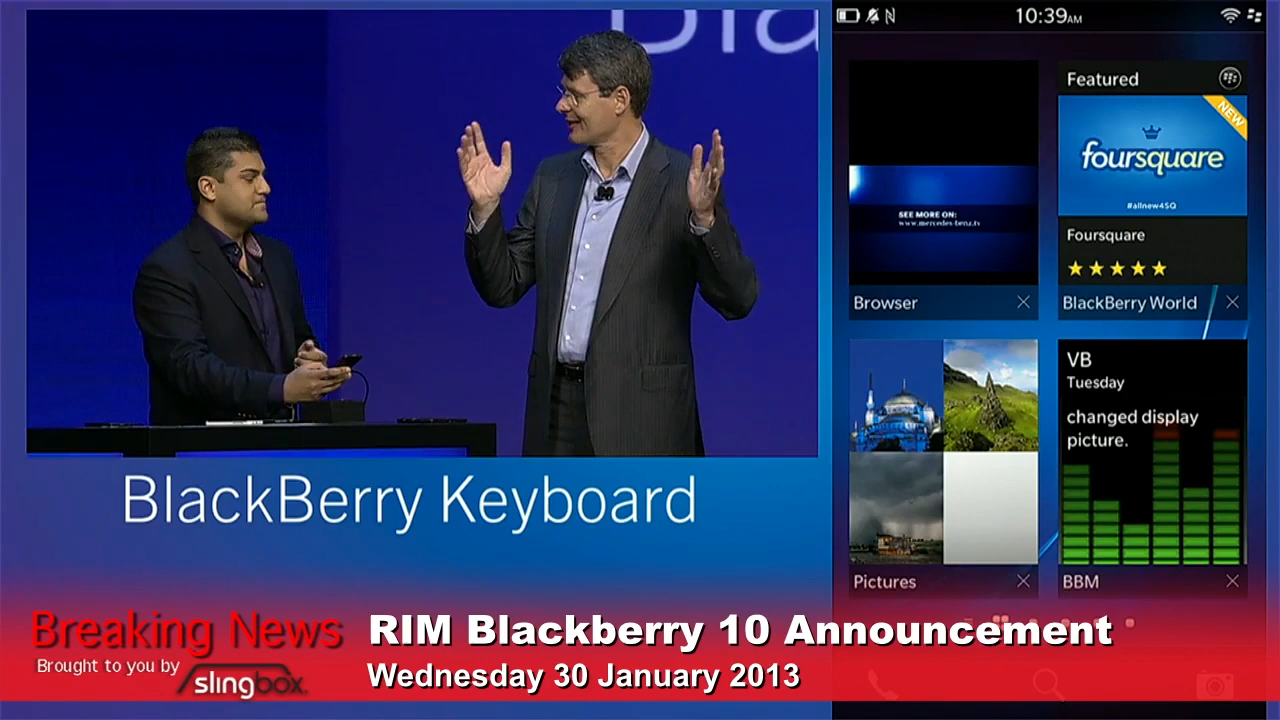 Bla
BlackBerry Keyboard
10:39AM
SEE MORE ON:
www.mercedes-benz.tv
Browser
Featured
NEW
foursquare
#allnew4SQ
Foursquare
BlackBerry World
Pictures
VB
Tuesday
changed display
picture.
BBM
Breaking News
Brought to you by
slingbox.
RIM Blackberry 10 Announcement
Wednesday 30 January 2013